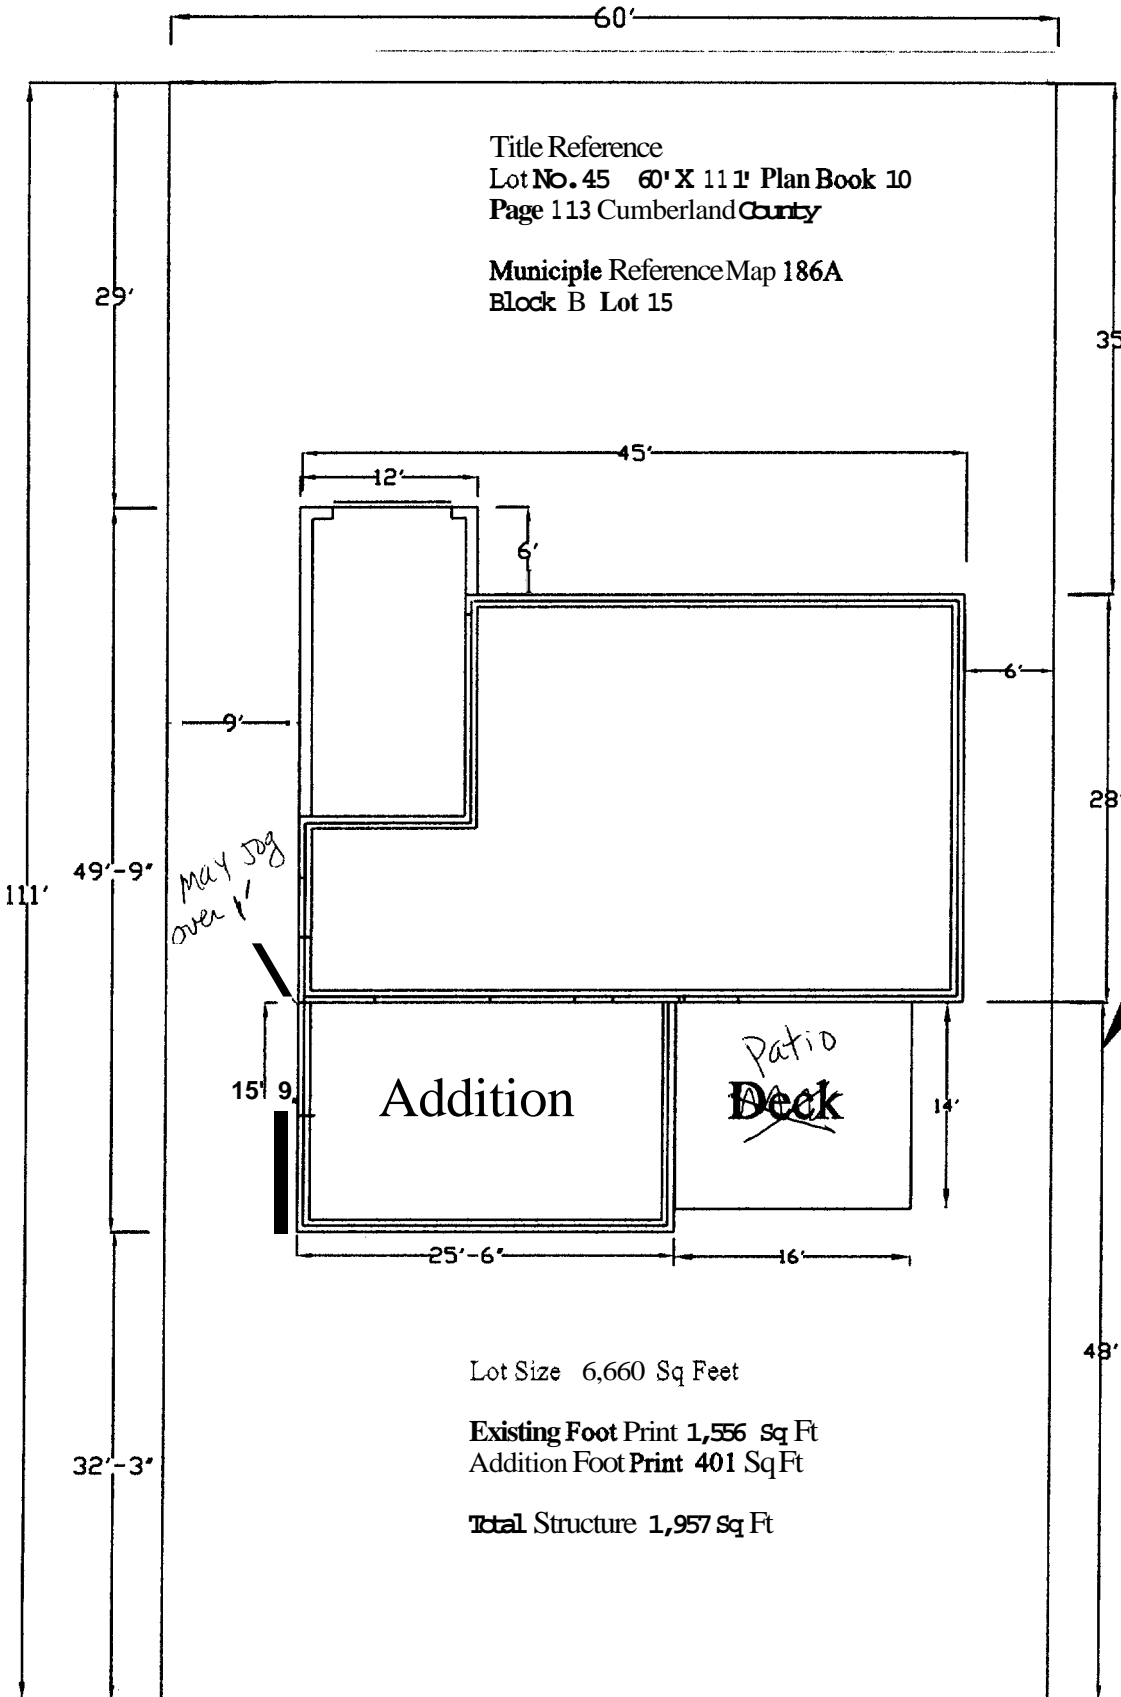 60'
Title Reference
Lot No. 45 60' X 111' Plan Book 10
Page 113 Cumberland County
Municiple Reference Map 186A
Block B Lot 15
29'
35
45'
12'
6'
6'
9'
28'
49'-9"
111'
may jog
over 1'
15' 9
Addition
Patio
Deck
14'
25'-6"
16'
48'
Lot Size 6,660 Sq Feet
Existing Foot Print 1,556 Sq Ft
Addition Foot Print 401 Sq Ft
32'-3"
Total Structure 1,957 Sq Ft